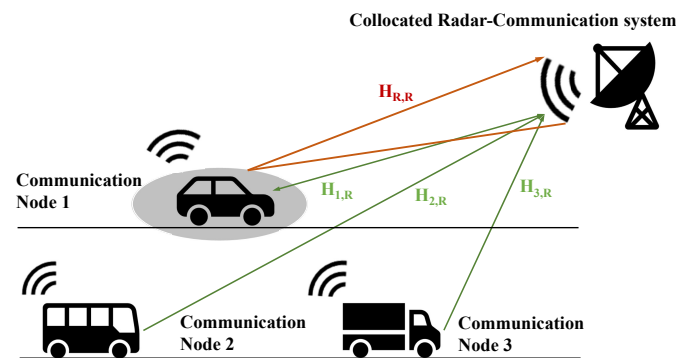 Collocated Radar-Communication system
H_{R,R}
Communication
Node 1
H_{1,R}
H_{2,R}
H_{3,R}
Communication
Node 2
Communication
Node 3